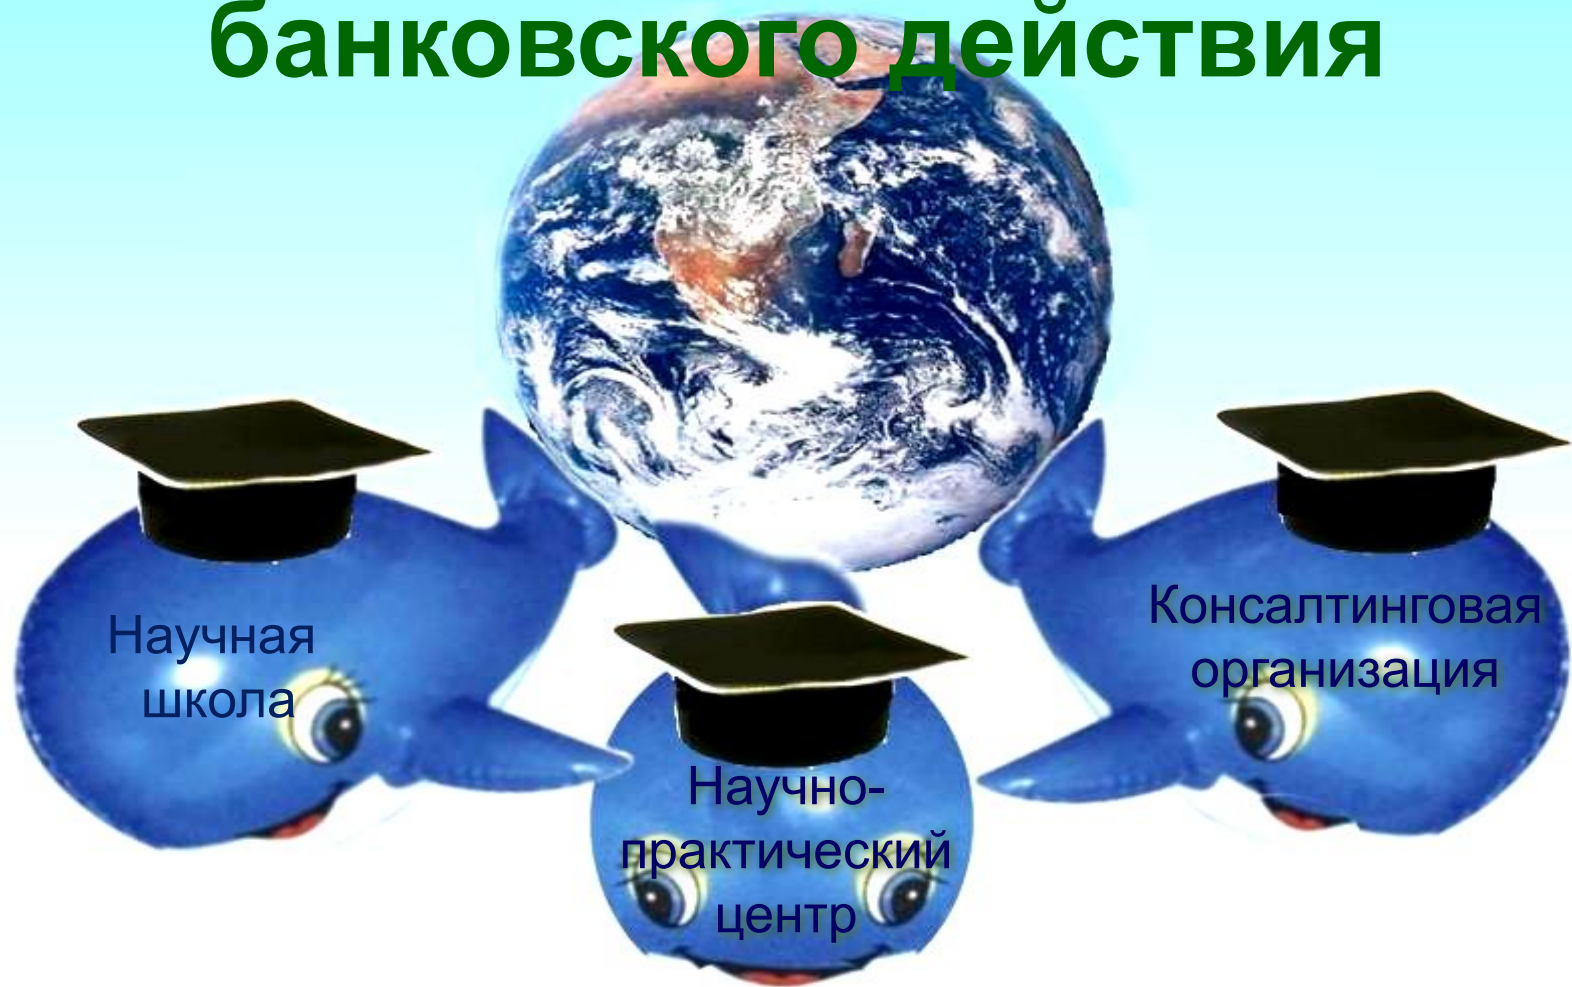 банковского действия
Научная
школа
Консалтинговая
организация
Научно-
практический
центр